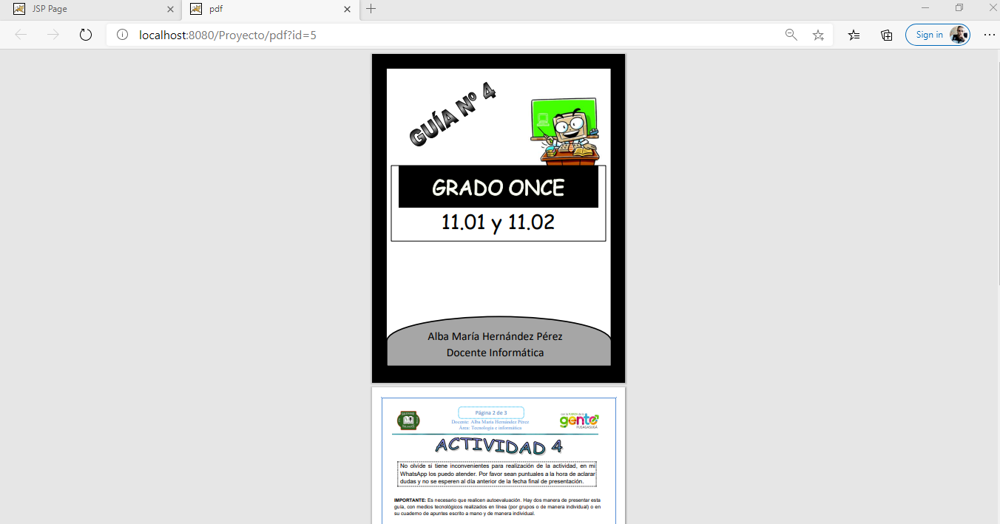 JSP Page
pdf
localhost:8080/Proyecto/pdf?id=5
Sign in
GUÍA Nº 4
GRADO ONCE
11.01 y 11.02
Alba María Hernández Pérez
Docente Informática
Página 2 de 3
Docente: Alba María Hernández Pérez
Área: Tecnología e informática
gente
FUSAGASUGÁ
ACTIVIDAD 4
No olvide si tiene inconvenientes para realización de la actividad, en mi
WhatsApp los puedo atender. Por favor sean puntuales a la hora de aclarar
dudas y no se esperen al día anterior de la fecha final de presentación.
IMPORTANTE: Es necesario que realicen autoevaluación. Hay dos manera de presentar esta
guía, con medios tecnológicos realizados en línea (por grupos o de manera individual) o en
su cuaderno de apuntes escrito a mano y de manera individual.